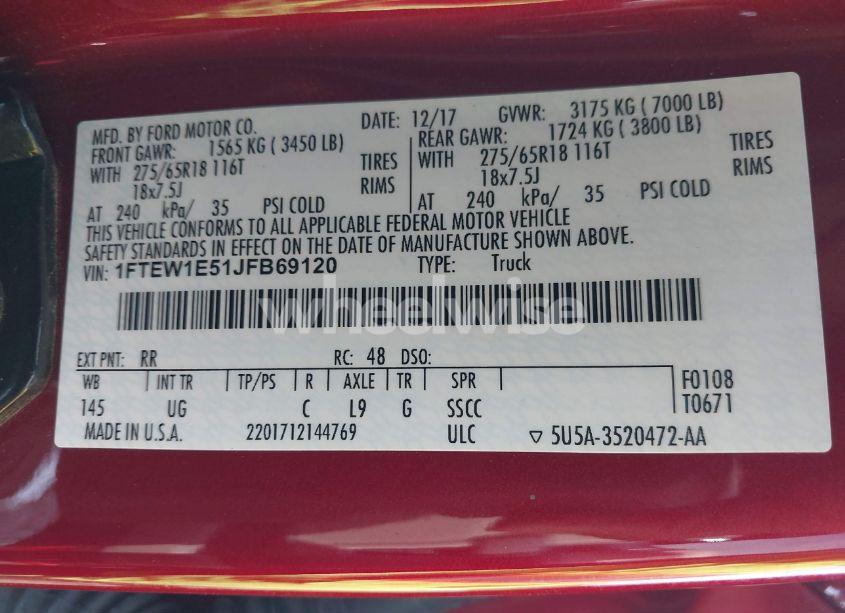 MFD. BY FORD MOTOR CO. DATE: 12/17 GVWR: 3175 KG ( 7000 LB)
FRONT GAWR: 1565 KG ( 3450 LB) REAR GAWR: 1724 KG ( 3800 LB)
WITH 275/65R18 116T TIRES WITH 275/65R18 116T TIRES
18x7.5J RIMS 18x7.5J RIMS
AT 240 kPa/ 35 PSI COLD AT 240 kPa/ 35 PSI COLD
THIS VEHICLE CONFORMS TO ALL APPLICABLE FEDERAL MOTOR VEHICLE
SAFETY STANDARDS IN EFFECT ON THE DATE OF MANUFACTURE SHOWN ABOVE.
VIN: 1FTEW1E51JFB69120 TYPE: Truck
wheelwise
EXT PNT: RR RC: 48 DSO:
WB INT TR TP/PS R AXLE TR SPR F0108
145 UG C L9 G SSCC T0671
MADE IN U.S.A. 2201712144769 ULC ▽ 5U5A-3520472-AA